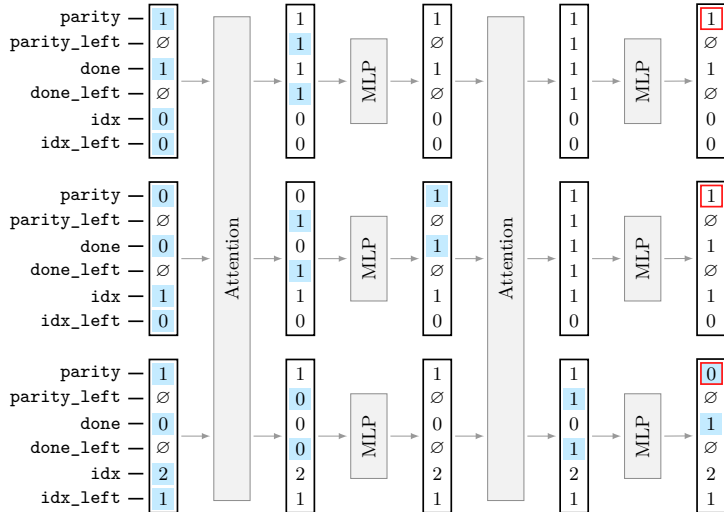 parity 1 1 1 1 1
parity_left ∅ 1 ∅ 1 ∅
done 1 1 1 1 1
done_left ∅ 1 ∅ 1 ∅
idx 0 0 0 0 0
idx_left 0 0 0 0 0
MLP
MLP
parity 0 0 1 1 1
parity_left ∅ 1 ∅ 1 ∅
done 0 0 1 1 1
done_left ∅ 1 ∅ 1 ∅
idx 1 1 1 1 1
idx_left 0 0 0 0 0
Attention
MLP
Attention
MLP
parity 1 1 1 1 0
parity_left ∅ 0 ∅ 1 ∅
done 0 0 0 0 1
done_left ∅ 0 ∅ 1 ∅
idx 2 2 2 2 2
idx_left 1 1 1 1 1
MLP
MLP